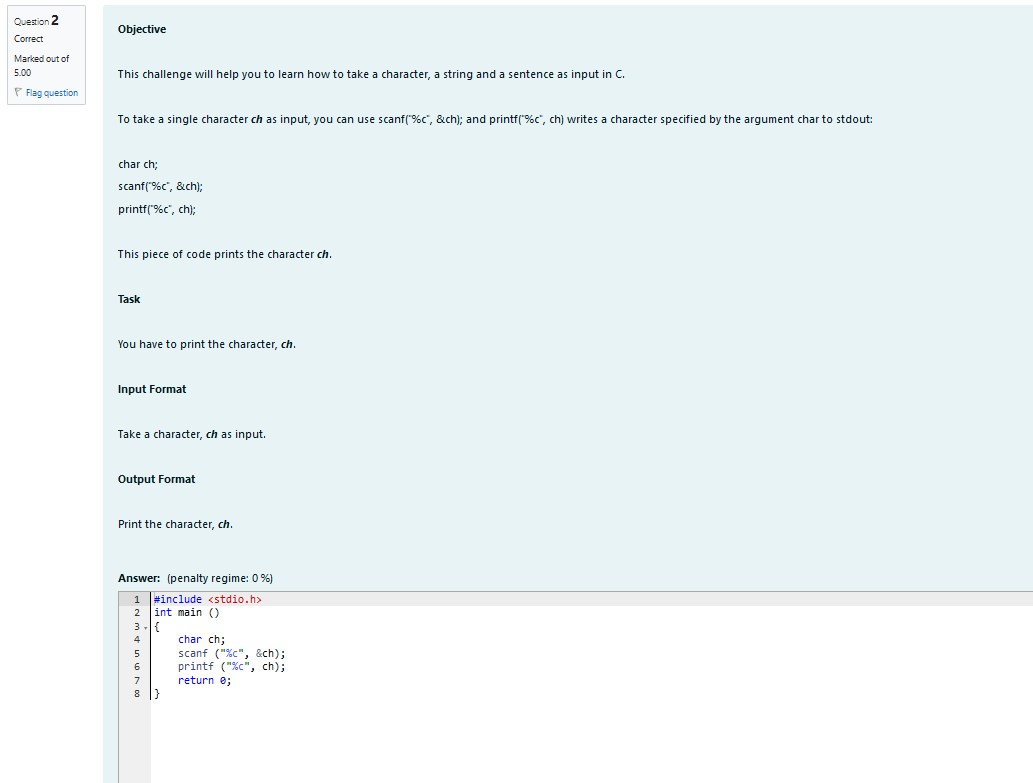 Question 2
Correct
Marked out of
5.00
Flag question
Objective
This challenge will help you to learn how to take a character, a string and a sentence as input in C.
To take a single character ch as input, you can use scanf("%c", &ch); and printf("%c", ch) writes a character specified by the argument char to stdout:
char ch;
scanf("%c", &ch);
printf("%c", ch);
This piece of code prints the character ch.
Task
You have to print the character, ch.
Input Format
Take a character, ch as input.
Output Format
Print the character, ch.
Answer: (penalty regime: 0 %)
1 #include <stdio.h>
2 int main ()
3 {
4 char ch;
5 scanf ("%c", &ch);
6 printf ("%c", ch);
7 return 0;
8 }